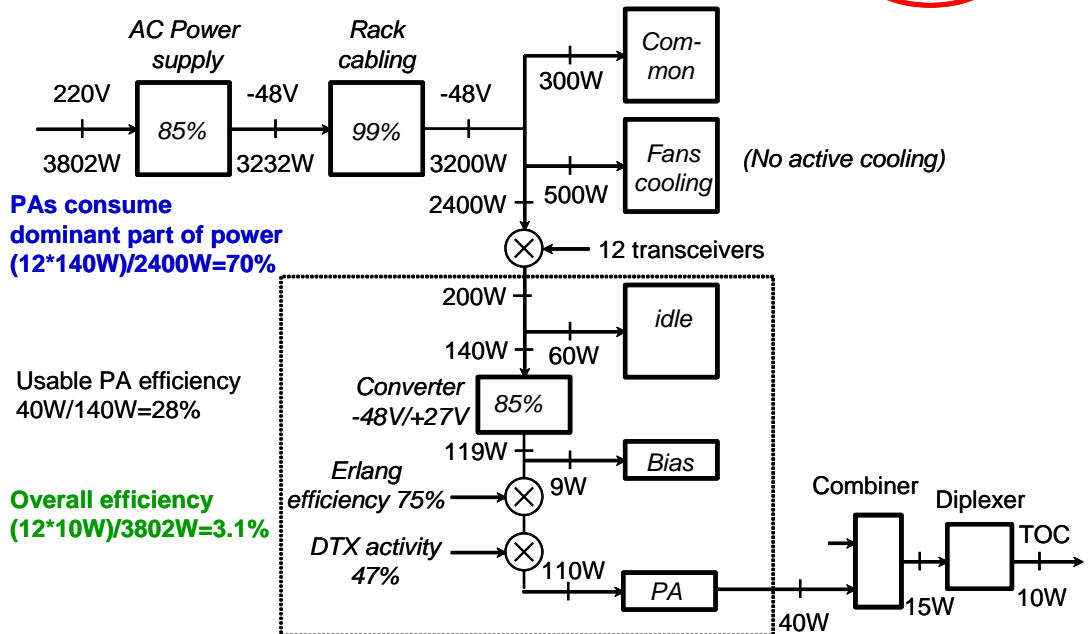 AC Power
supply
Rack
cabling
Com-
mon
220V
-48V
-48V
300W
85%
99%
3802W
3232W
3200W
Fans
cooling
(No active cooling)
500W
2400W
PAs consume
dominant part of power
(12*140W)/2400W=70%
12 transceivers
200W
idle
140W
60W
Usable PA efficiency
40W/140W=28%
Converter
-48V/+27V
85%
119W
Bias
9W
Erlang
efficiency 75%
Overall efficiency
(12*10W)/3802W=3.1%
DTX activity
47%
110W
PA
40W
Combiner
15W
Diplexer
TOC
10W